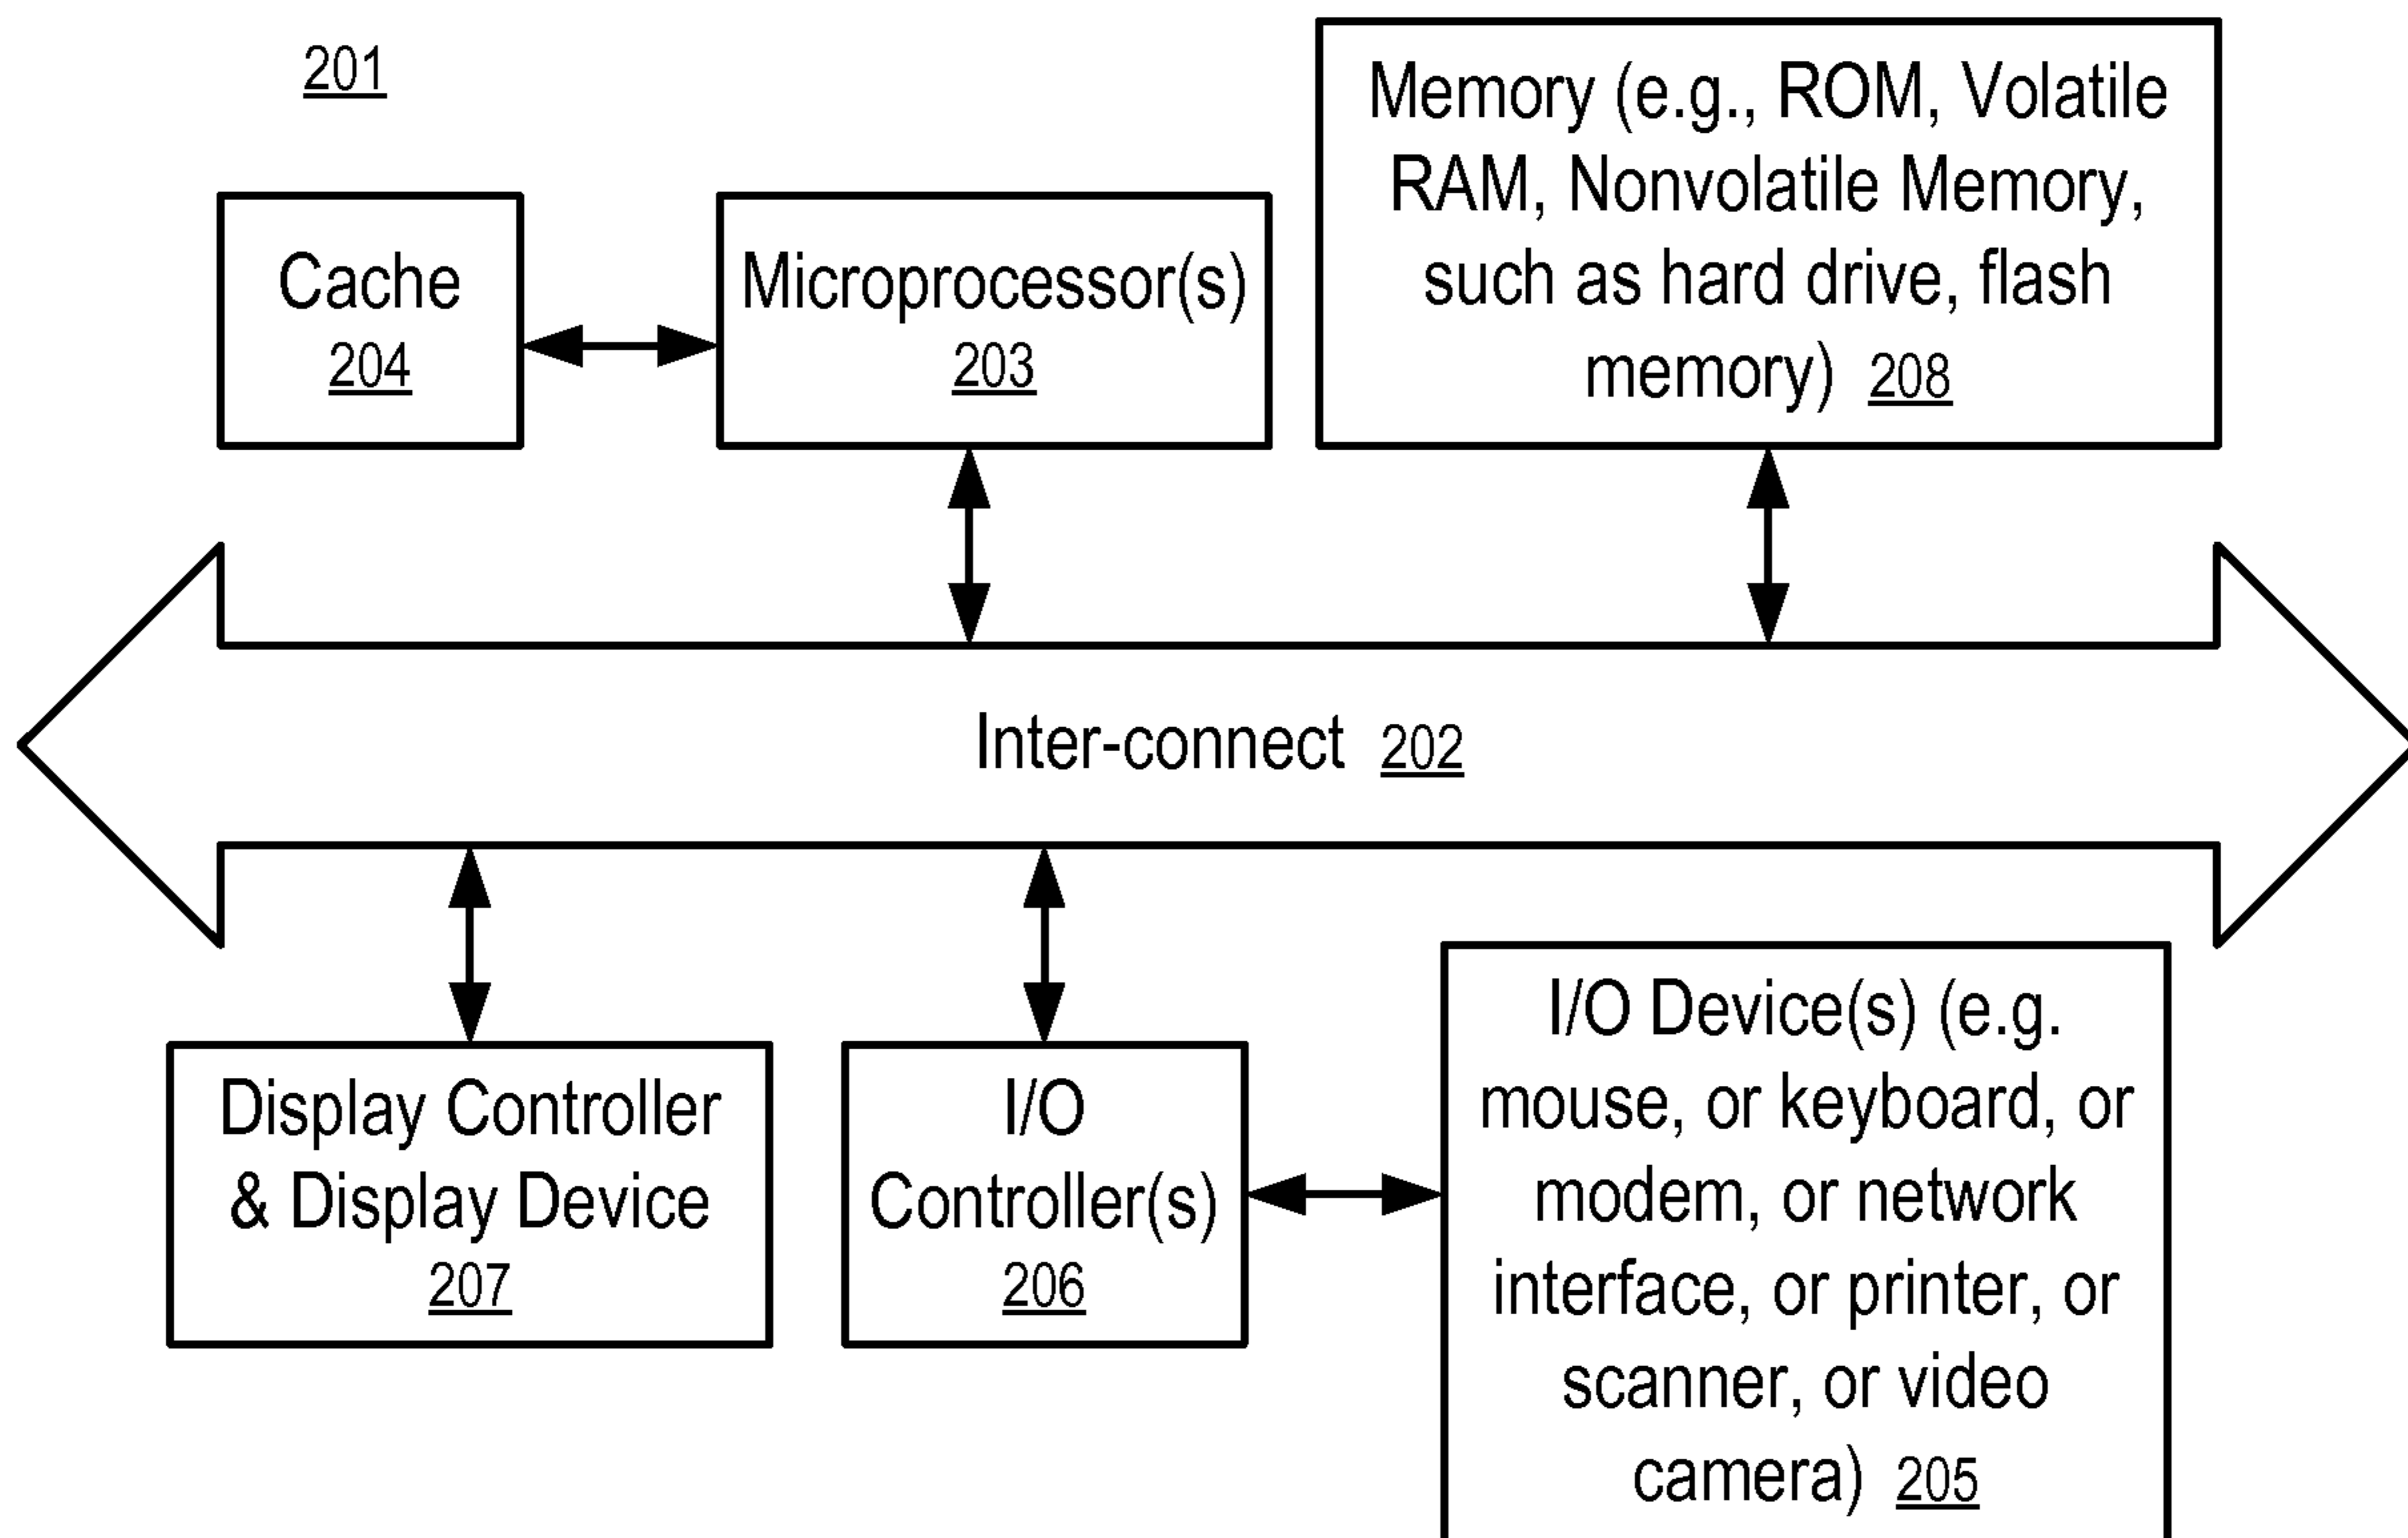 201
Cache
204
Microprocessor(s)
203
Memory (e.g., ROM, Volatile
RAM, Nonvolatile Memory,
such as hard drive, flash
memory) 208
Inter-connect 202
Display Controller
& Display Device
207
I/O
Controller(s)
206
I/O Device(s) (e.g.
mouse, or keyboard, or
modem, or network
interface, or printer, or
scanner, or video
camera) 205